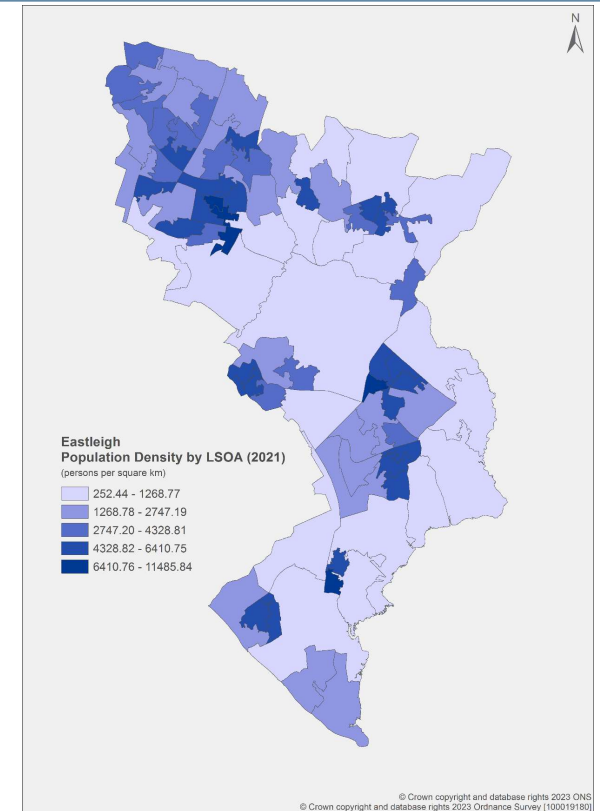 N
Eastleigh
Population Density by LSOA (2021)
(persons per square km)
252.44 - 1268.77
1268.78 - 2747.19
2747.20 - 4328.81
4328.82 - 6410.75
6410.76 - 11485.84
© Crown copyright and database rights 2023 ONS
© Crown copyright and database rights 2023 Ordnance Survey [100019180]